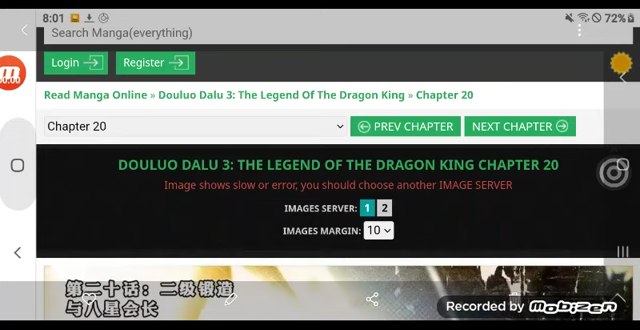 8:01 72%
Search Manga(everything)
Login Register
Read Manga Online » Douluo Dalu 3: The Legend Of The Dragon King » Chapter 20
Chapter 20 PREV CHAPTER NEXT CHAPTER
DOULUO DALU 3: THE LEGEND OF THE DRAGON KING CHAPTER 20
Image shows slow or error, you should choose another IMAGE SERVER
IMAGES SERVER: 1 2
IMAGES MARGIN: 10
第二十话：二级锻造
与八星会长
Recorded by mobizen